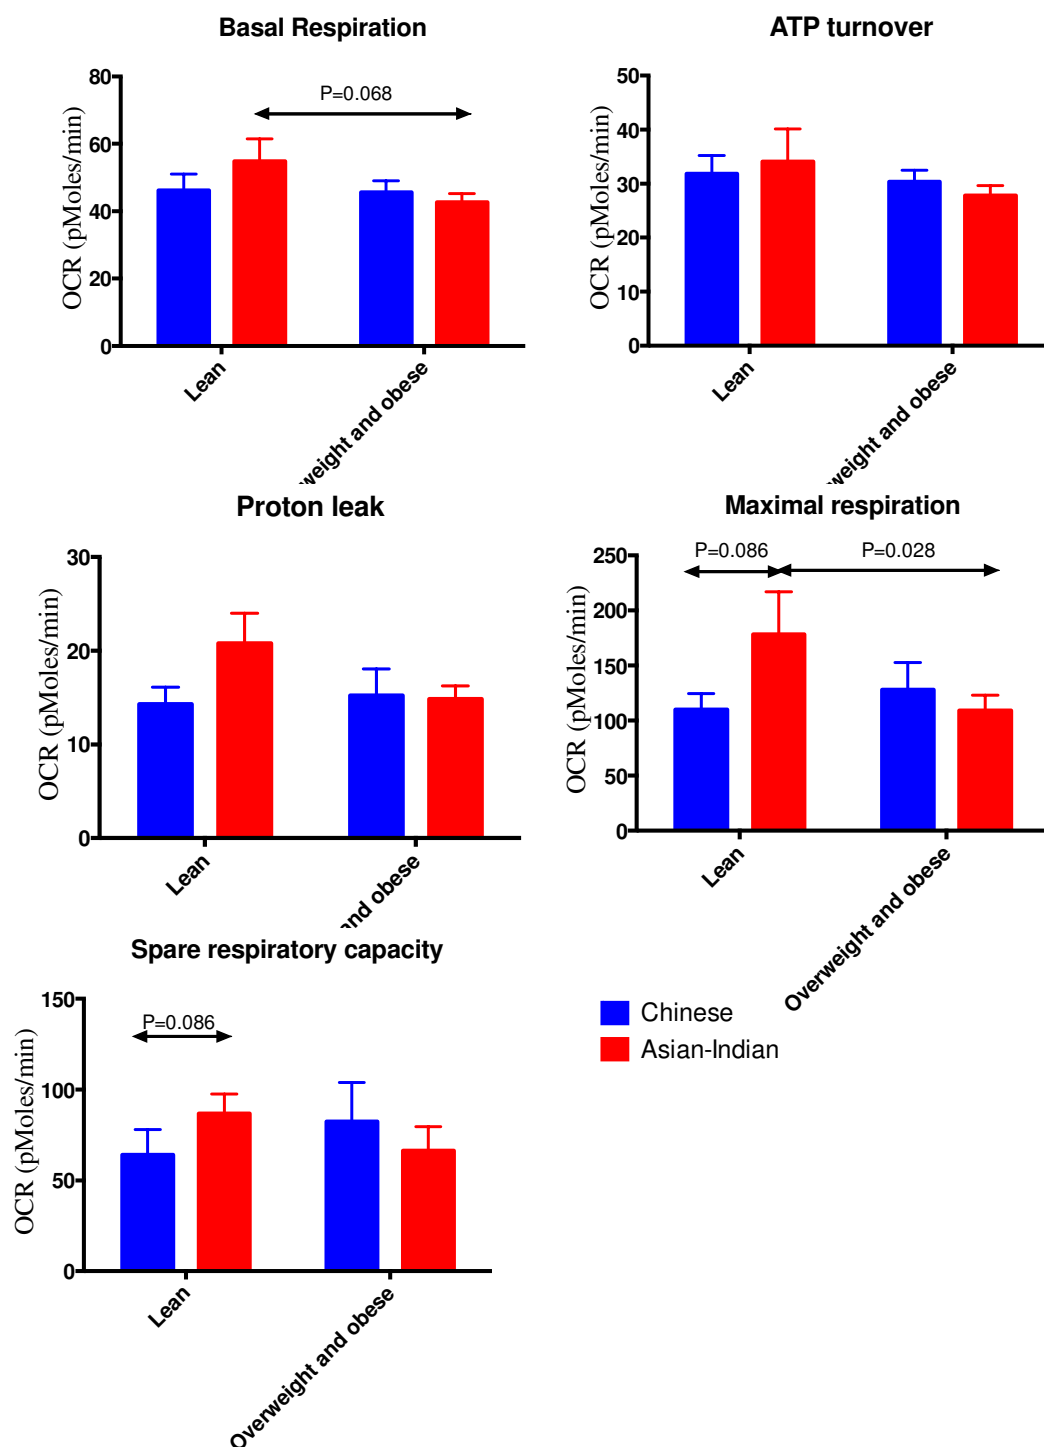 Basal Respiration
OCR (pMoles/min)
80
60
40
20
0
P=0.068
Lean
weight and obese
ATP turnover
OCR (pMoles/min)
50
40
30
20
10
0
Lean
weight and obese
Proton leak
OCR (pMoles/min)
30
20
10
0
Lean
and obese
Maximal respiration
OCR (pMoles/min)
250
200
150
100
50
0
P=0.086
P=0.028
Lean
Overweight and obese
Spare respiratory capacity
OCR (pMoles/min)
150
100
50
0
P=0.086
Lean
Overweight and obese
Chinese
Asian-Indian